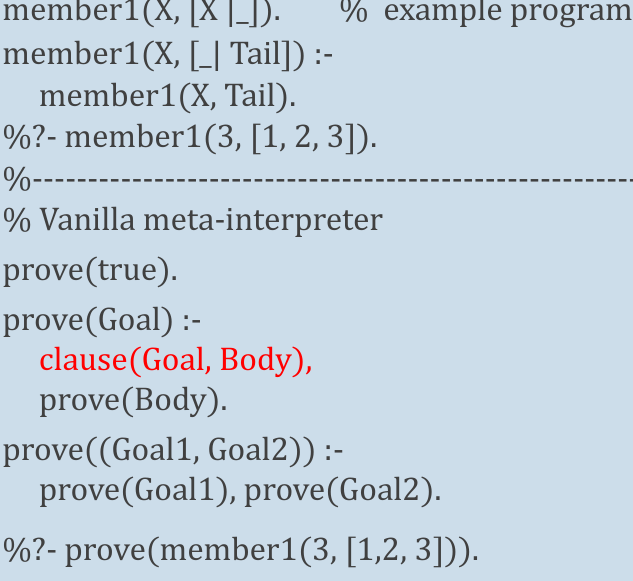 member1(X, [X |_]). % example program
member1(X, [_| Tail]) :-
member1(X, Tail).
%?- member1(3, [1, 2, 3]).
%-------------------------------------------------------
% Vanilla meta-interpreter
prove(true).
prove(Goal) :-
clause(Goal, Body),
prove(Body).
prove((Goal1, Goal2)) :-
prove(Goal1), prove(Goal2).
%?- prove(member1(3, [1,2, 3])).